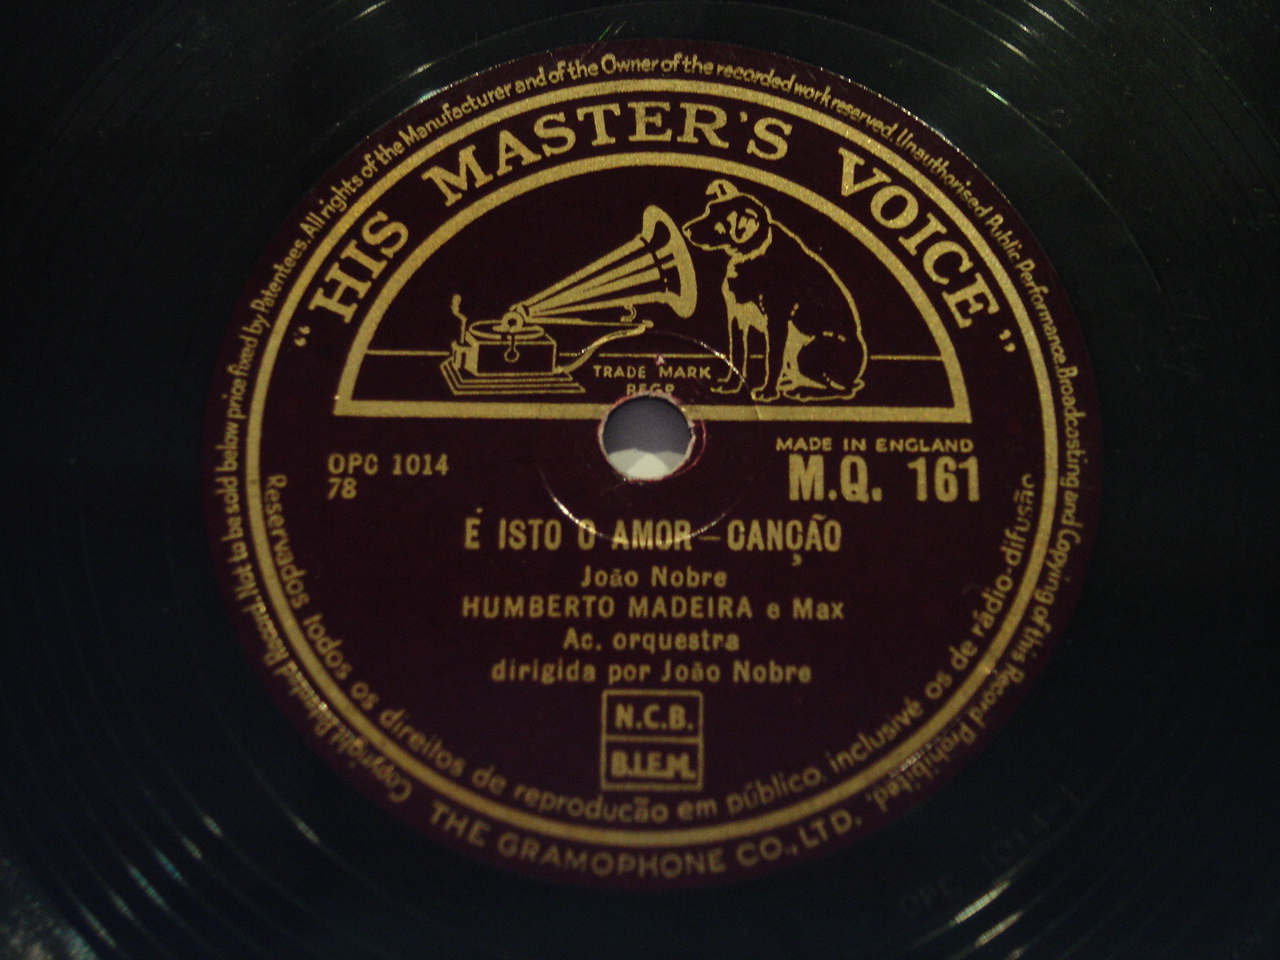 Copyright. Patented Record. Not to be sold below price fixed by Patentees. All rights of the Manufacturer and of the Owner of the recorded work reserved. Unauthorised Public Performance. Broadcasting and Copying of this Record Prohibited.
"HIS MASTER'S VOICE"
TRADE MARK
REGD
MADE IN ENGLAND
OPC 1014
M.Q. 161
78
É ISTO O AMOR – CANÇÃO
João Nobre
HUMBERTO MADEIRA e Max
Ac. orquestra
dirigida por João Nobre
N.C.B.
B.I.E.M.
Reservados todos os direitos de reprodução em público, inclusivé os de rádio-difusão
THE GRAMOPHONE CO., LTD.